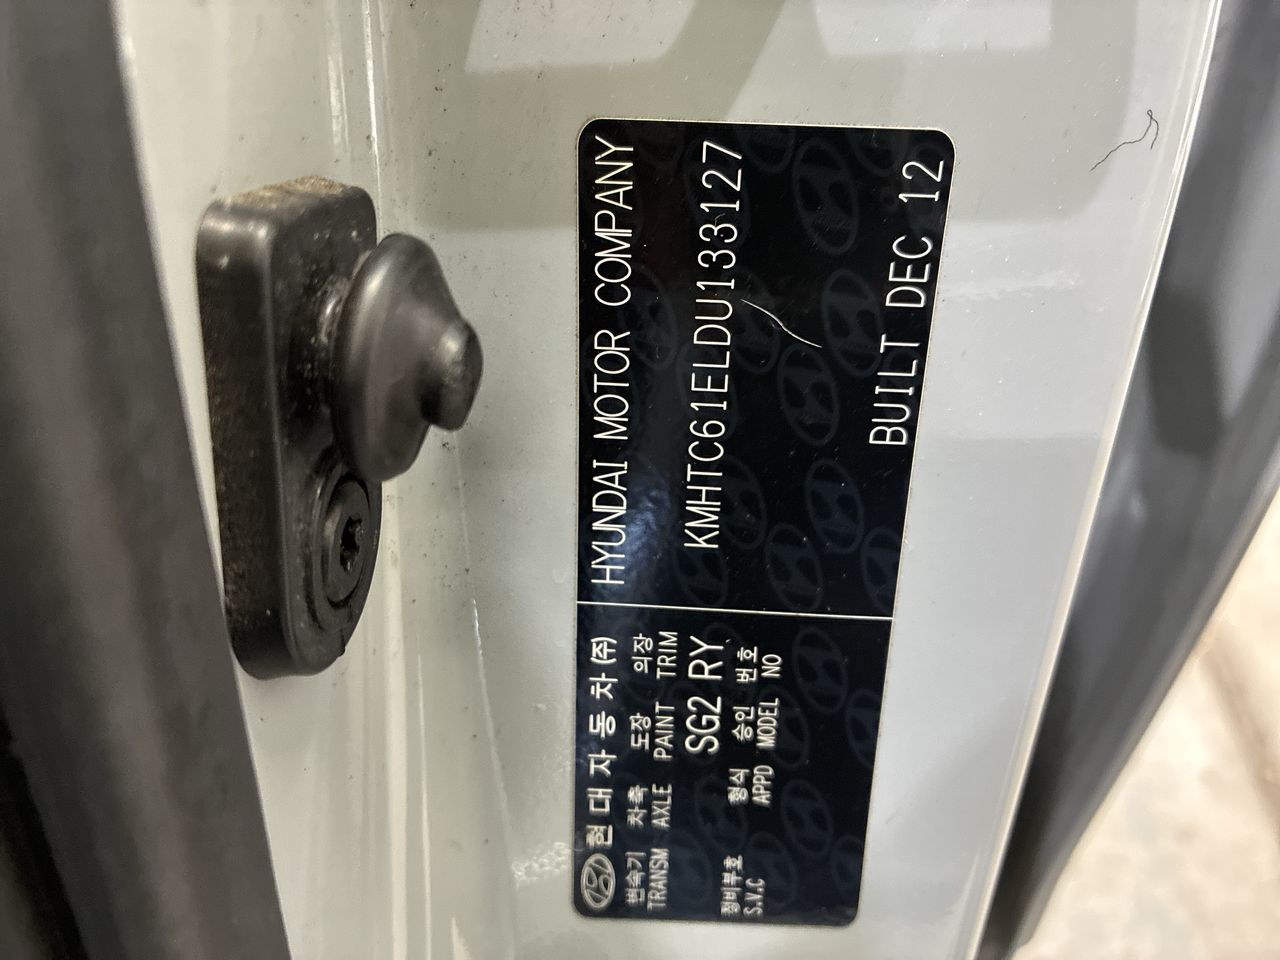 현대자동차(주) HYUNDAI MOTOR COMPANY
변속기 차축 도장 의장
TRANSM AXLE PAINT TRIM
SG2 RY
KMHTC61ELDU133127
정비부호 형식 승인 번호
S.V.C APPD MODEL NO
BUILT DEC 12